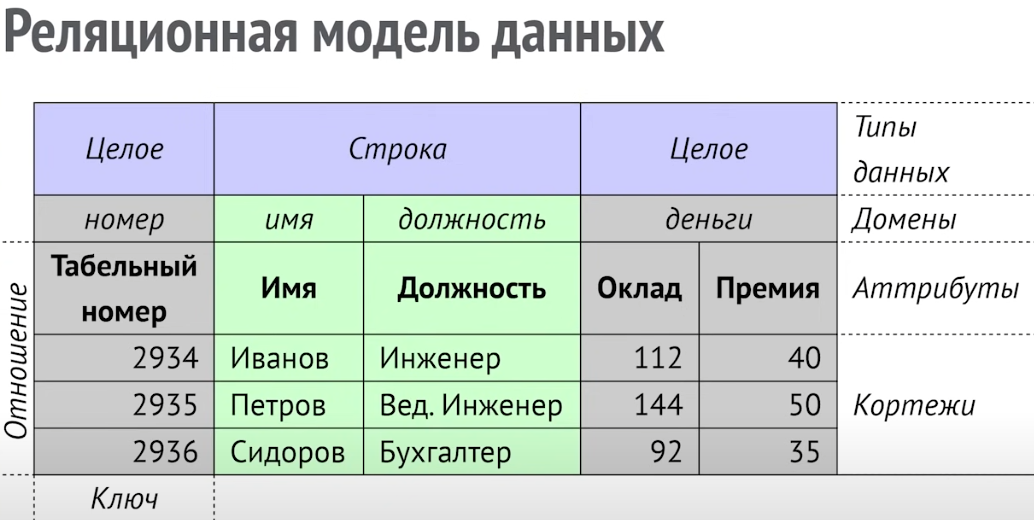 Реляционная модель данных
Целое Строка Целое Типы
данных
номер имя должность деньги Домены
Табельный
номер Имя Должность Оклад Премия Аттрибуты
2934 Иванов Инженер 112 40
2935 Петров Вед. Инженер 144 50 Кортежи
2936 Сидоров Бухгалтер 92 35
Отношение
Ключ